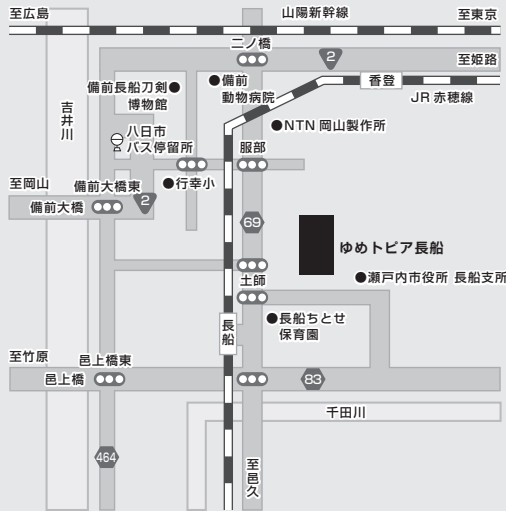 至広島
山陽新幹線
至東京
二ノ橋
2
至姫路
備前長船刀剣
博物館
備前
動物病院
香登
JR赤穂線
吉井川
八日市
バス停留所
NTN 岡山製作所
服部
至岡山
備前大橋東
行幸小
備前大橋
2
69
ゆめトピア長船
瀬戸内市役所 長船支所
土師
長船
長船ちとせ
保育園
至竹原
邑上橋東
邑上橋
83
千田川
464
至邑久